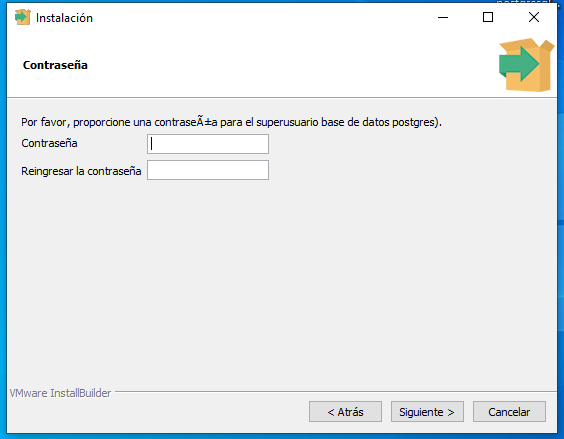 Instalación
Contraseña
Por favor, proporcione una contraseÃ±a para el superusuario base de datos postgres).
Contraseña
Reingresar la contraseña
VMware InstallBuilder
< Atrás
Siguiente >
Cancelar